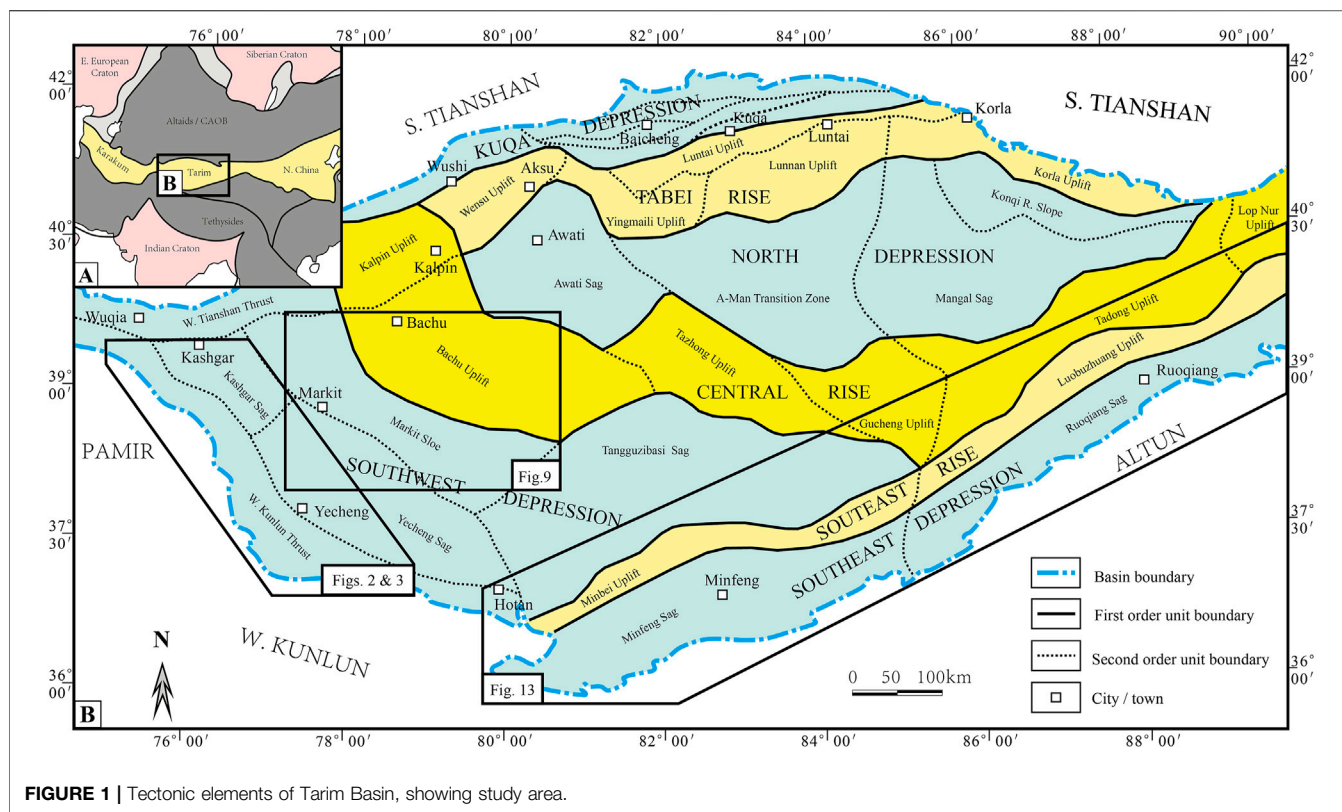 76°00′
78°00′
80°00′
82°00′
84°00′
86°00′
88°00′
90°00′
42°
00′
42°
00′
40°
30′
40°
30′
39°
00′
39°
00′
37°
30′
37°
30′
36°
00′
36°
00′
E. European
Craton
Siberian Craton
Altaids / CAOB
Karakum
Tarim
N. China
B
Tethysides
Indian Craton
A
S. TIANSHAN
S. TIANSHAN
KUQA DEPRESSION
Baicheng
Kuqa
Luntai
Korla
Wushi
Aksu
Wensu Uplift
Luntai Uplift
Lunnan Uplift
TABEI RISE
Yingmaili Uplift
Korla Uplift
Konqi R. Slope
Lop Nur
Uplift
Kalpin Uplift
Kalpin
Awati
Awati Sag
NORTH DEPRESSION
A-Man Transition Zone
Mangal Sag
W. Tianshan Thrust
Wuqia
Kashgar
Kashgar Sag
Bachu
Bachu Uplift
Tazhong Uplift
CENTRAL RISE
Gucheng Uplift
Tadong Uplift
Luobuzhuang Uplift
Ruoqiang
Ruoqiang Sag
Markit
Markit Sloe
Tangguzibasi Sag
Fig.9
PAMIR
SOUTHWEST DEPRESSION
Yecheng
Yecheng Sag
W. Kunlun Thrust
Figs. 2 & 3
SOUTEAST RISE
SOUTHEAST DEPRESSION
ALTUN
Hotan
Minbei Uplift
Minfeng
Minfeng Sag
Fig. 13
W. KUNLUN
N
B
0 50 100km
Basin boundary
First order unit boundary
Second order unit boundary
City / town
76°00′
78°00′
80°00′
82°00′
84°00′
86°00′
88°00′
FIGURE 1 | Tectonic elements of Tarim Basin, showing study area.